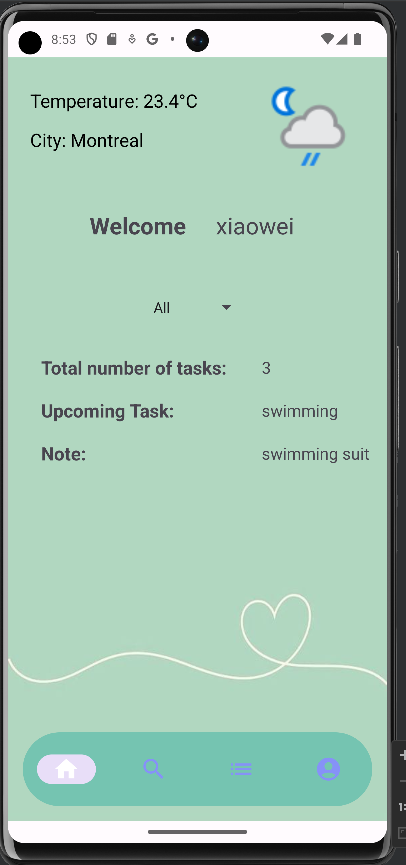 8:53 G
Temperature: 23.4°C
City: Montreal
Welcome xiaowei
All
Total number of tasks: 3
Upcoming Task: swimming
Note: swimming suit
1: